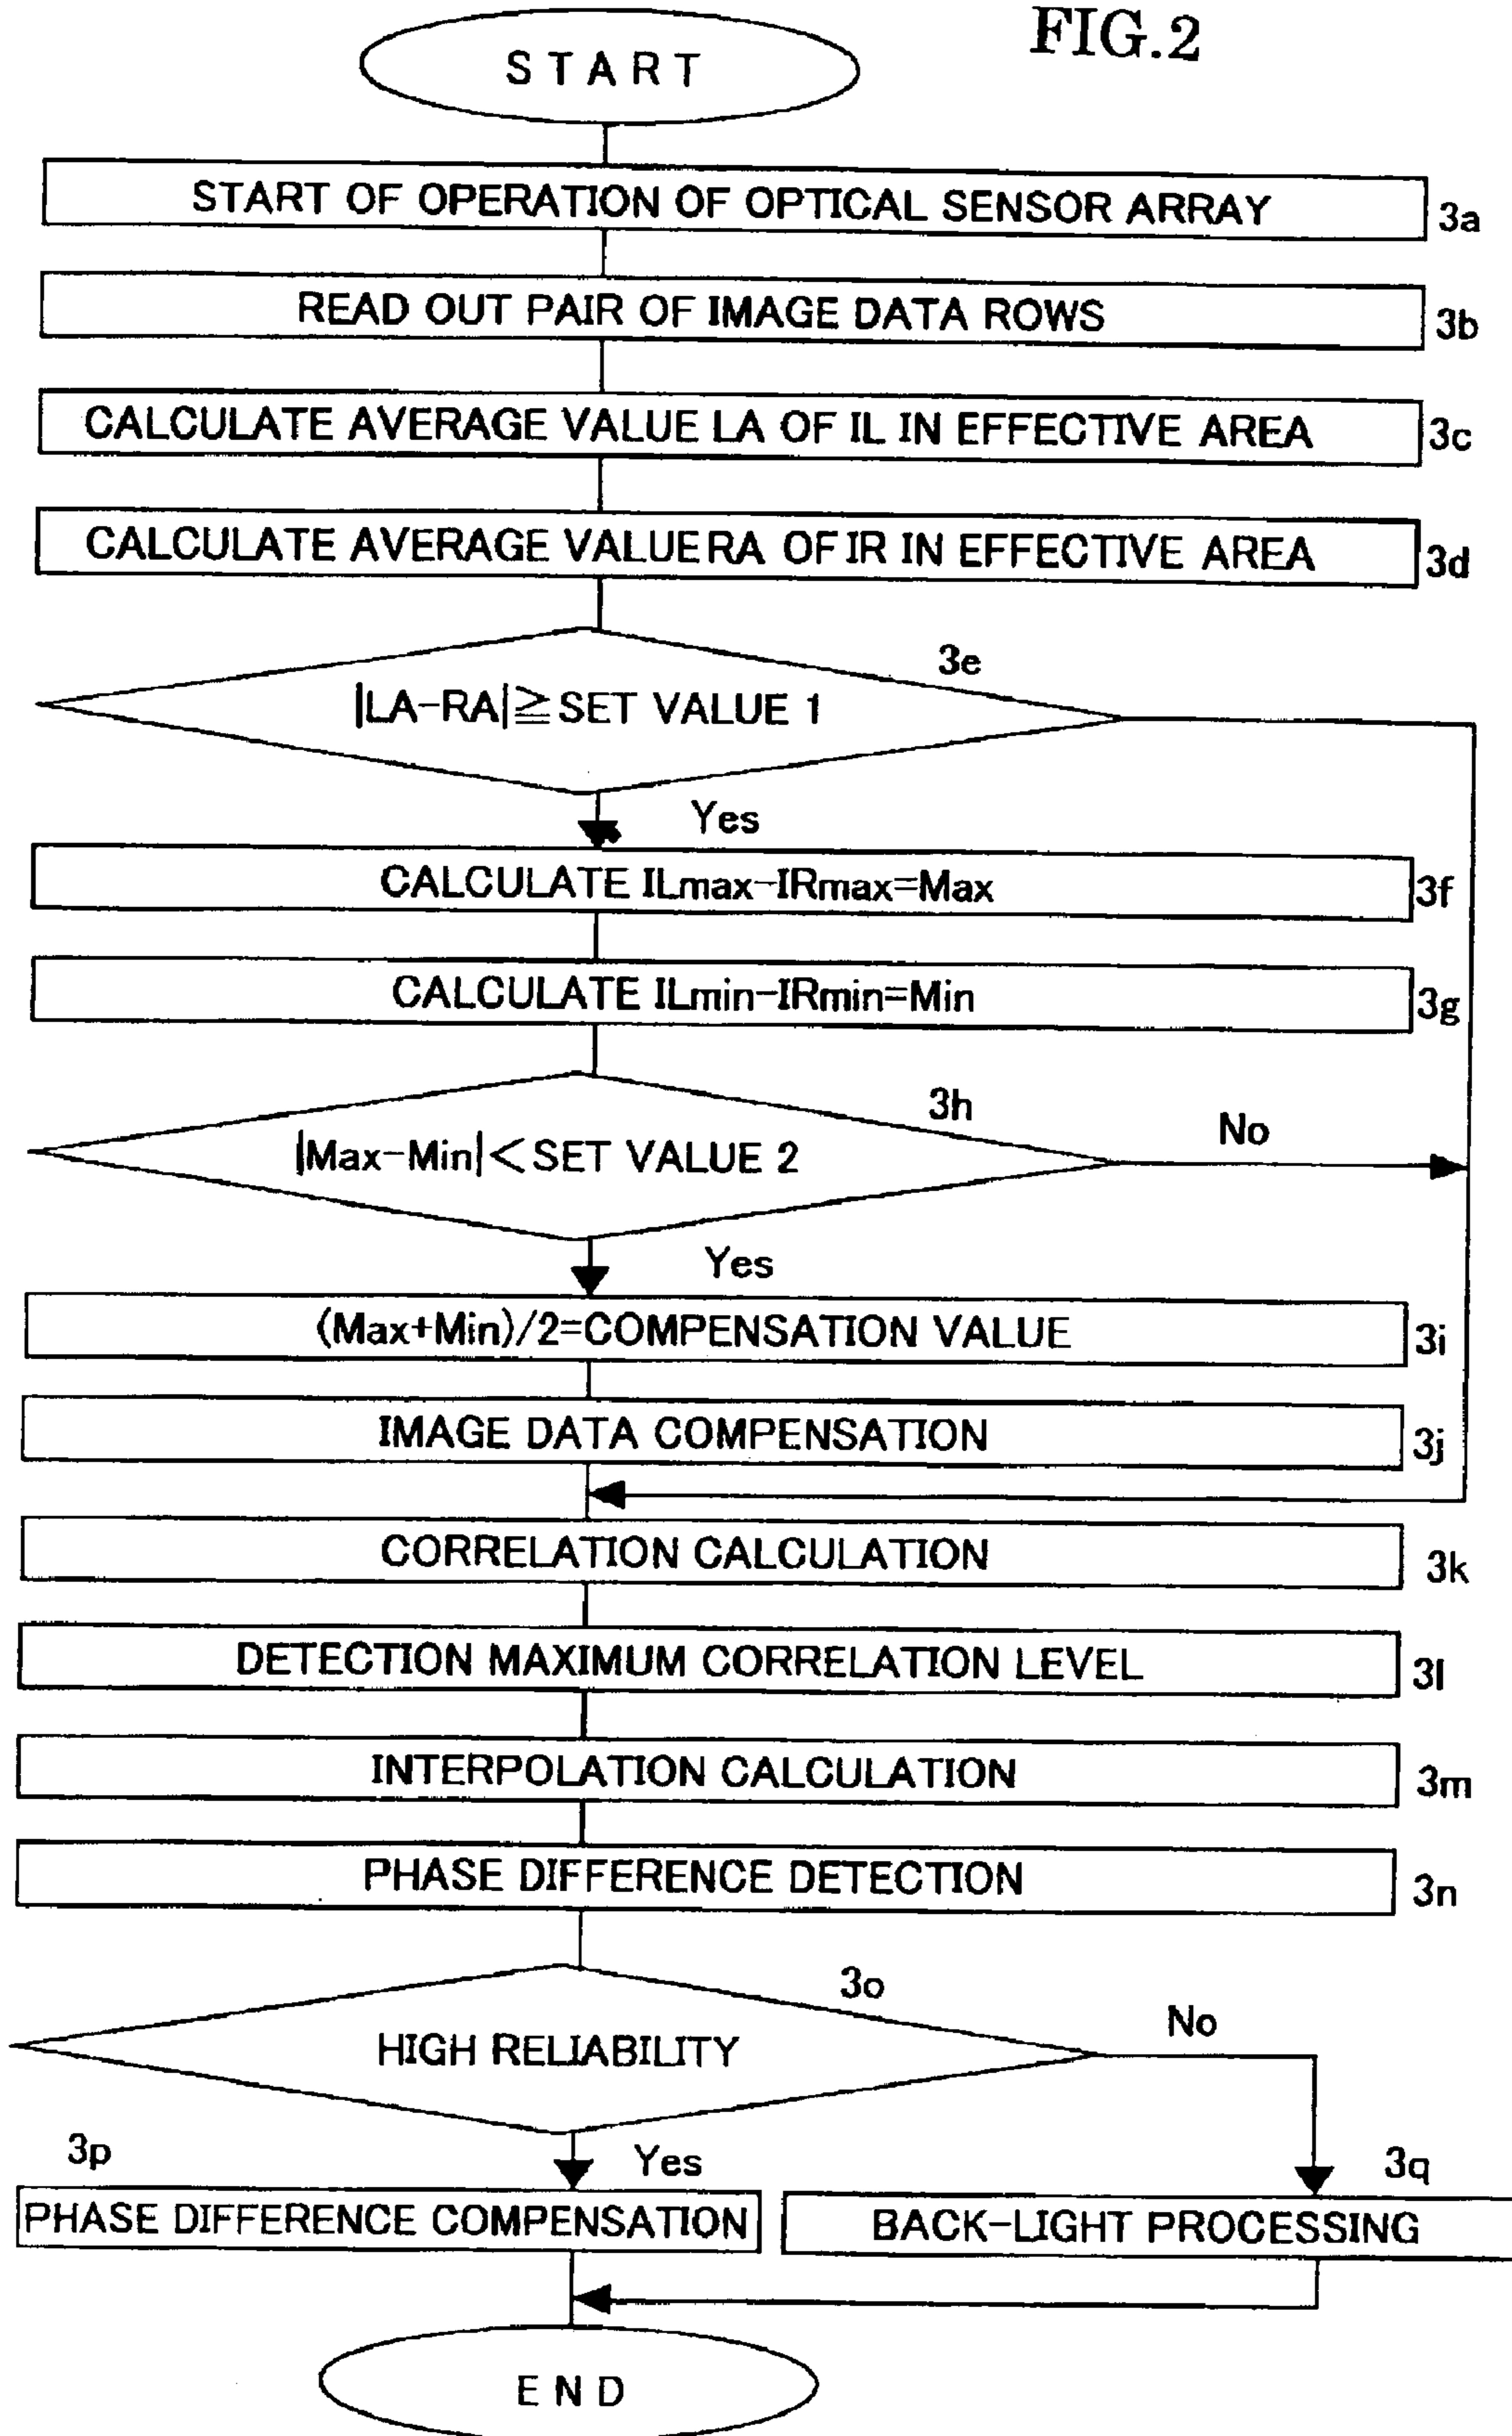 FIG.2
START
START OF OPERATION OF OPTICAL SENSOR ARRAY 3a
READ OUT PAIR OF IMAGE DATA ROWS 3b
CALCULATE AVERAGE VALUE LA OF IL IN EFFECTIVE AREA 3c
CALCULATE AVERAGE VALUE RA OF IR IN EFFECTIVE AREA 3d
3e
|LA-RA|≧SET VALUE 1
Yes
CALCULATE ILmax-IRmax=Max 3f
CALCULATE ILmin-IRmin=Min 3g
3h
|Max-Min|<SET VALUE 2
No
Yes
(Max+Min)/2=COMPENSATION VALUE 3i
IMAGE DATA COMPENSATION 3j
CORRELATION CALCULATION 3k
DETECTION MAXIMUM CORRELATION LEVEL 3l
INTERPOLATION CALCULATION 3m
PHASE DIFFERENCE DETECTION 3n
3o
HIGH RELIABILITY
No
Yes
3p
PHASE DIFFERENCE COMPENSATION
3q
BACK-LIGHT PROCESSING
END